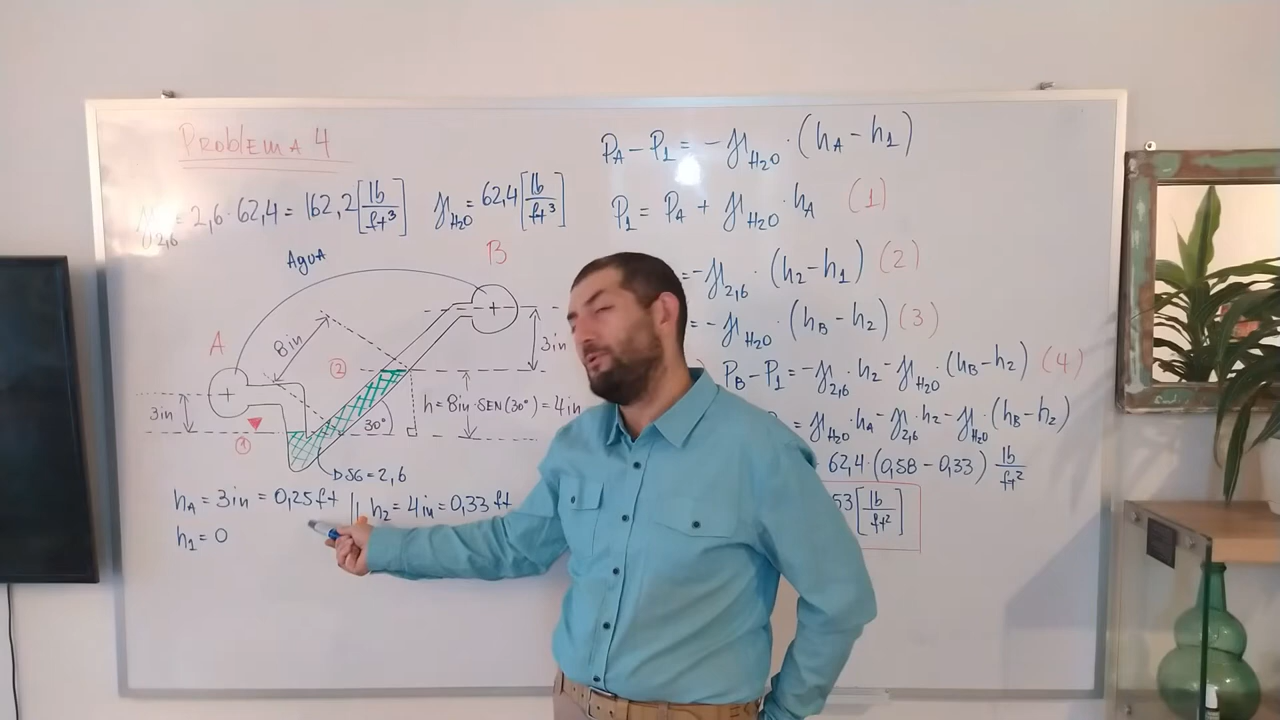 Problema 4
γ2,6 = 2,6 · 62,4 = 162,2 [lb/ft³]
γH2O = 62,4 [lb/ft³]
Agua
B
A
8in
②
3in
3in
h = 8in · SEN(30°) = 4in
30°
①
DSG = 2,6
hA = 3in = 0,25 ft // h2 = 4in = 0,33 ft
h1 = 0
PA − P1 = −γH2O · (hA − h1)
P1 = PA + γH2O · hA (1)
= −γ2,6 · (h2 − h1) (2)
= −γH2O · (hB − h2) (3)
PB − P1 = −γ2,6 · h2 − γH2O · (hB − h2) (4)
= γH2O · hA − γ2,6 · h2 − γH2O · (hB − h2)
62,4 · (0,58 − 0,33) lb/ft²
53 [lb/ft²]